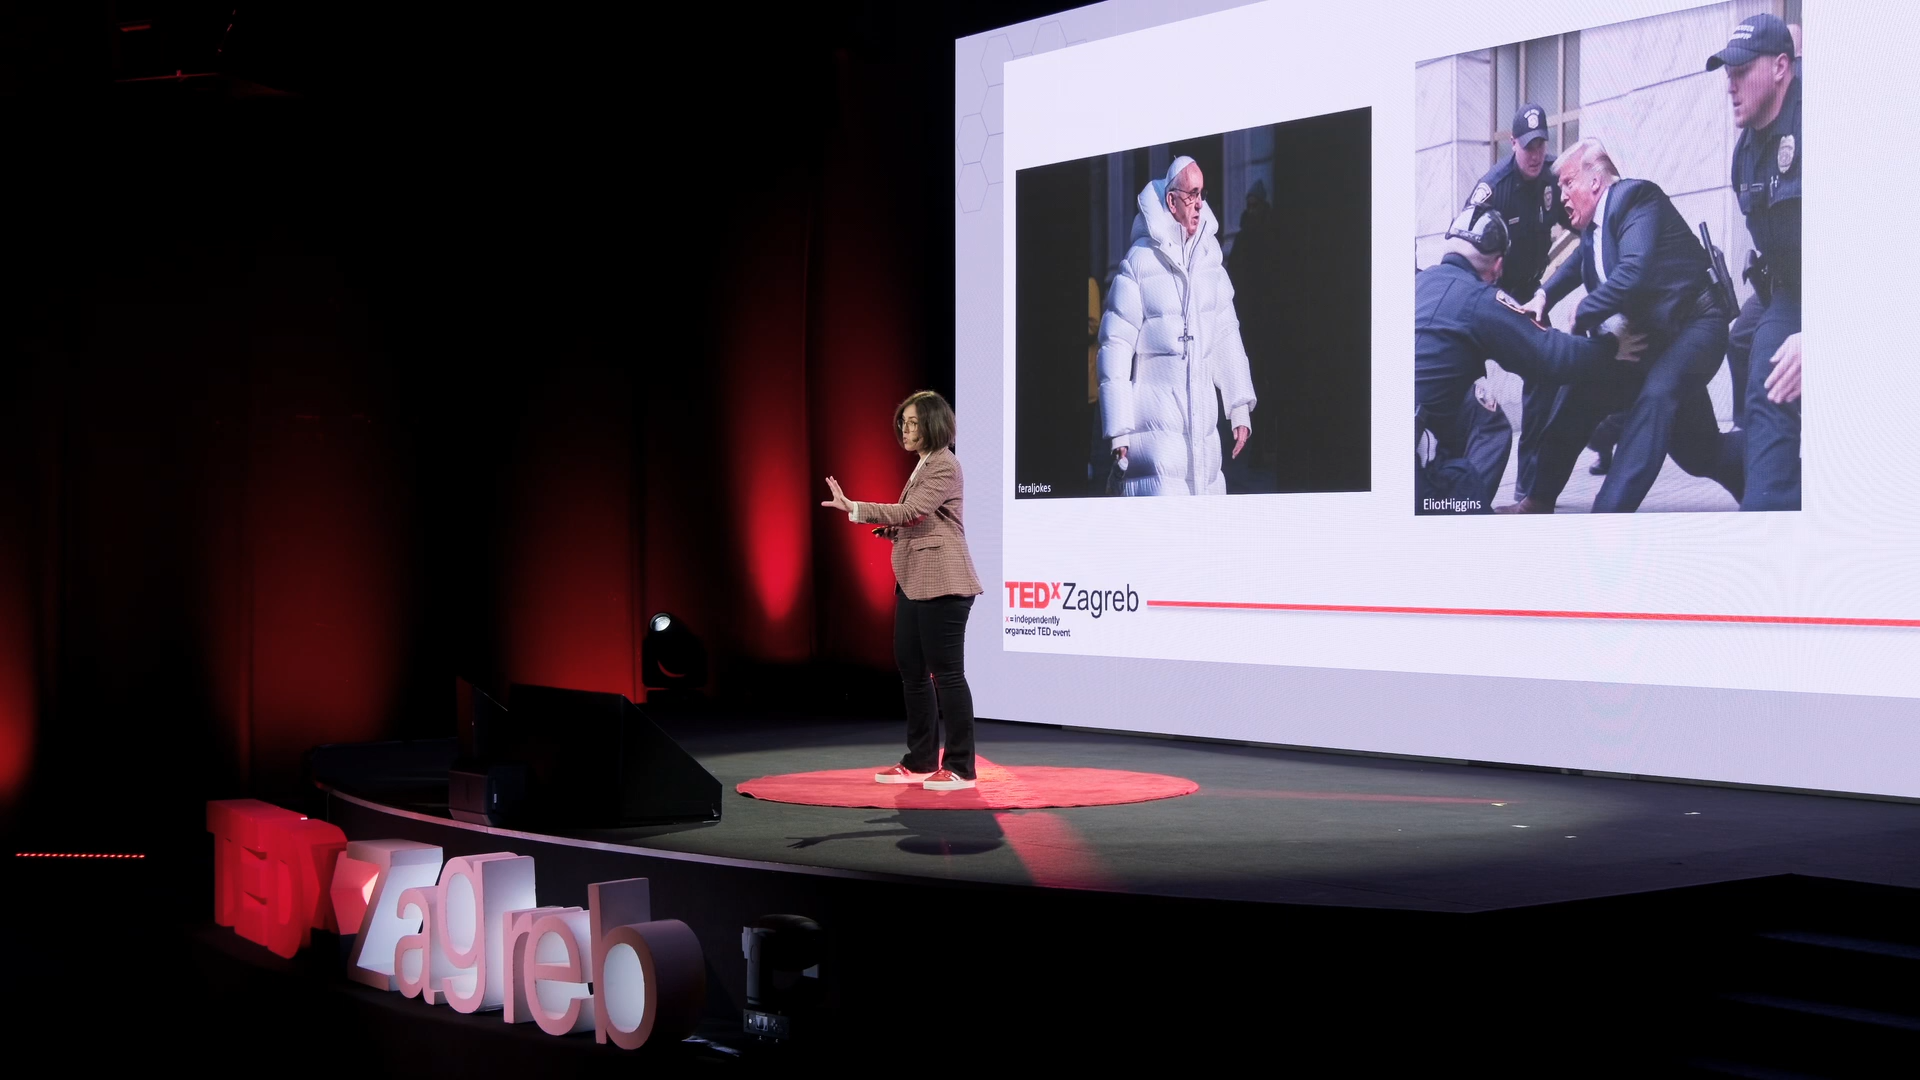 feraljokes
EliotHiggins
TEDxZagreb
x = independently
organized TED event
TEDxZagreb